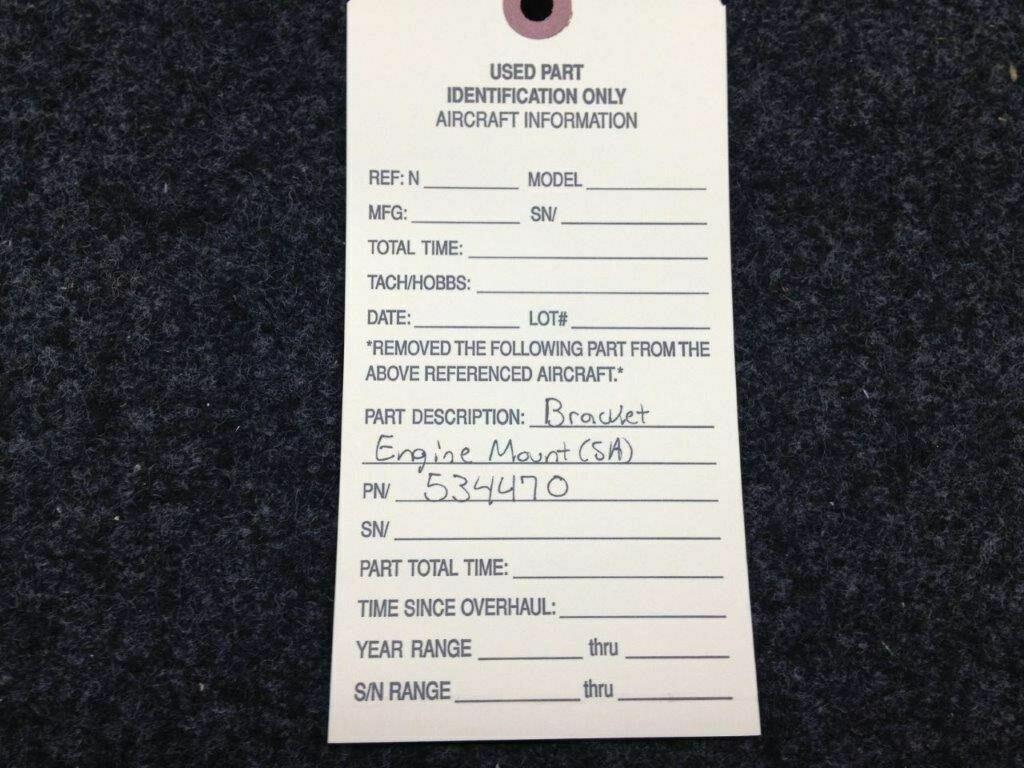 USED PART
IDENTIFICATION ONLY
AIRCRAFT INFORMATION
REF: N MODEL
MFG: SN/
TOTAL TIME:
TACH/HOBBS:
DATE: LOT#
*REMOVED THE FOLLOWING PART FROM THE
ABOVE REFERENCED AIRCRAFT.*
PART DESCRIPTION: Bracket
Engine Mount (SA)
PN/ 534470
SN/
PART TOTAL TIME:
TIME SINCE OVERHAUL:
YEAR RANGE thru
S/N RANGE thru